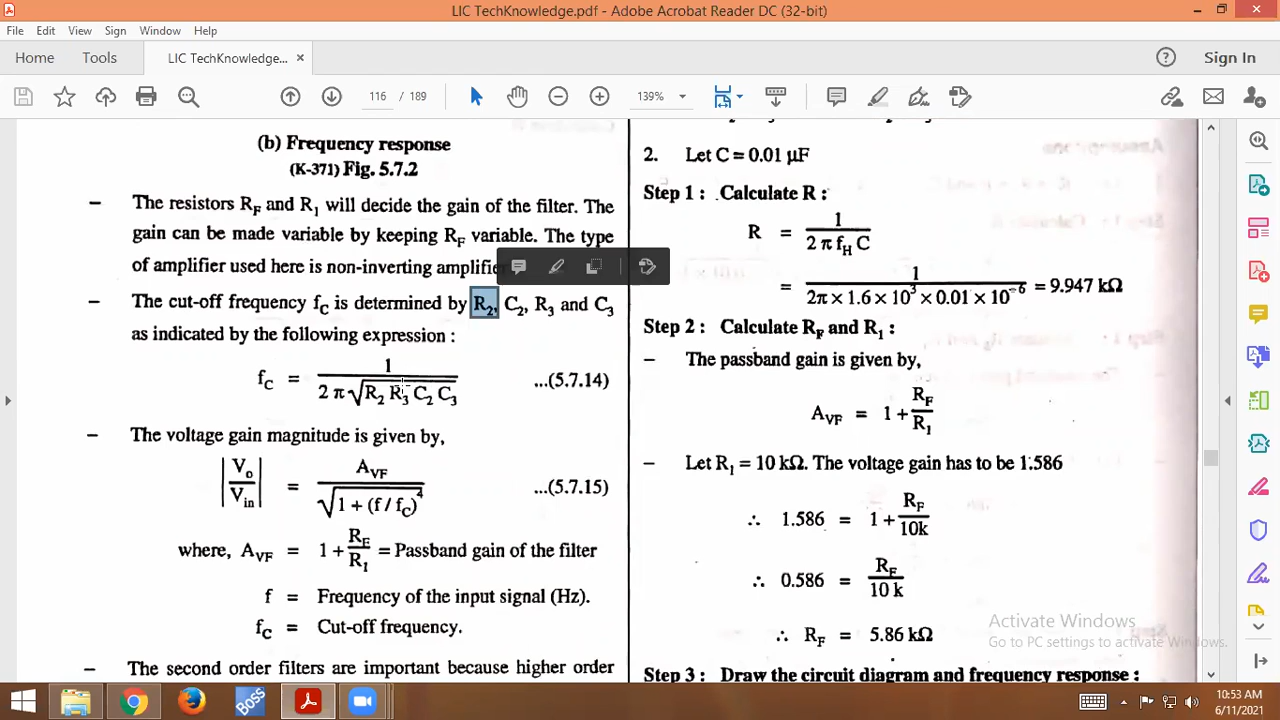 LIC TechKnowledge.pdf - Adobe Acrobat Reader DC (32-bit)
File Edit View Sign Window Help
Home Tools LIC TechKnowledge... × ? Sign In
116 / 189 139%
(b) Frequency response
(K-371) Fig. 5.7.2
– The resistors R_F and R_1 will decide the gain of the filter. The
gain can be made variable by keeping R_F variable. The type
of amplifier used here is non-inverting amplifier
– The cut-off frequency f_C is determined by R_2, C_2, R_3 and C_3
as indicated by the following expression :
f_C = 1 / 2 π √R_2 R_3 C_2 C_3 ...(5.7.14)
– The voltage gain magnitude is given by,
|V_o / V_in| = A_VF / √1 + (f / f_C)^4 ...(5.7.15)
where, A_VF = 1 + R_F / R_1 = Passband gain of the filter
f = Frequency of the input signal (Hz).
f_C = Cut-off frequency.
– The second order filters are important because higher order
2. Let C = 0.01 µF
Step 1 : Calculate R :
R = 1 / 2 π f_H C
= 1 / 2π × 1.6 × 10^3 × 0.01 × 10^-6 = 9.947 kΩ
Step 2 : Calculate R_F and R_1 :
– The passband gain is given by,
A_VF = 1 + R_F / R_1
– Let R_1 = 10 kΩ. The voltage gain has to be 1.586
∴ 1.586 = 1 + R_F / 10k
∴ 0.586 = R_F / 10 k
∴ R_F = 5.86 kΩ
Step 3 : Draw the circuit diagram and frequency response :
Activate Windows
Go to PC settings to activate Windows.
BOSS
10:53 AM
6/11/2021